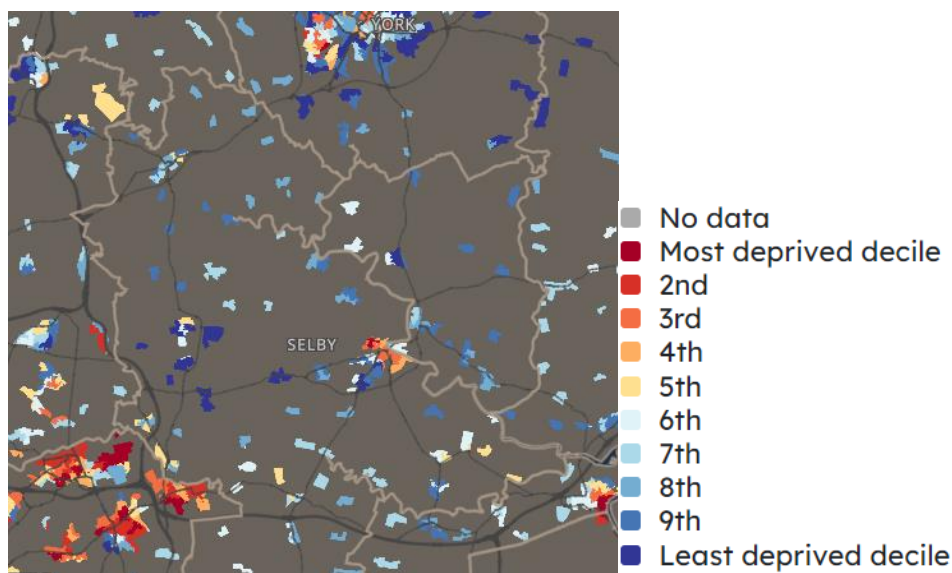 YORK
SELBY
No data
Most deprived decile
2nd
3rd
4th
5th
6th
7th
8th
9th
Least deprived decile